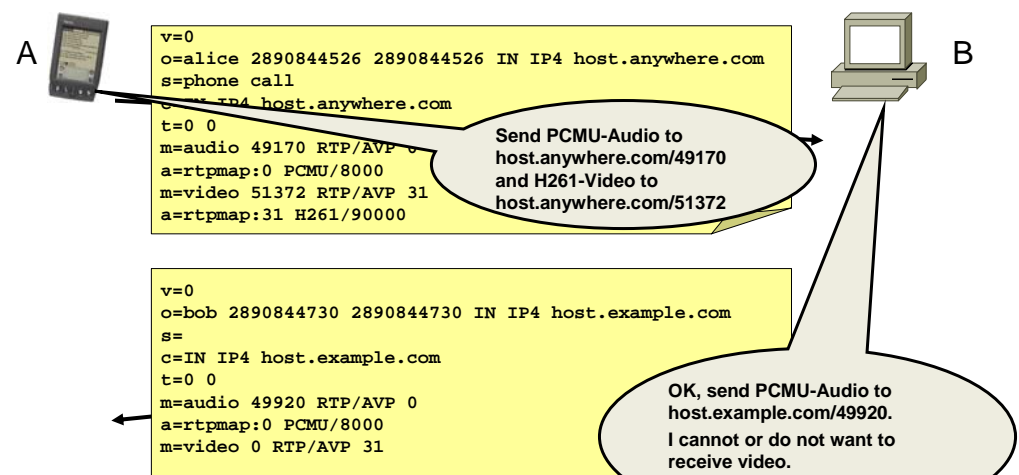 A
B
v=0
o=alice 2890844526 2890844526 IN IP4 host.anywhere.com
s=phone call
IP4 host.anywhere.com
t=0 0
m=audio 49170 RTP/AVP
a=rtpmap:0 PCMU/8000
m=video 51372 RTP/AVP 31
a=rtpmap:31 H261/90000
Send PCMU-Audio to
host.anywhere.com/49170
and H261-Video to
host.anywhere.com/51372
v=0
o=bob 2890844730 2890844730 IN IP4 host.example.com
s=
c=IN IP4 host.example.com
t=0 0
m=audio 49920 RTP/AVP 0
a=rtpmap:0 PCMU/8000
m=video 0 RTP/AVP 31
OK, send PCMU-Audio to
host.example.com/49920.
I cannot or do not want to
receive video.